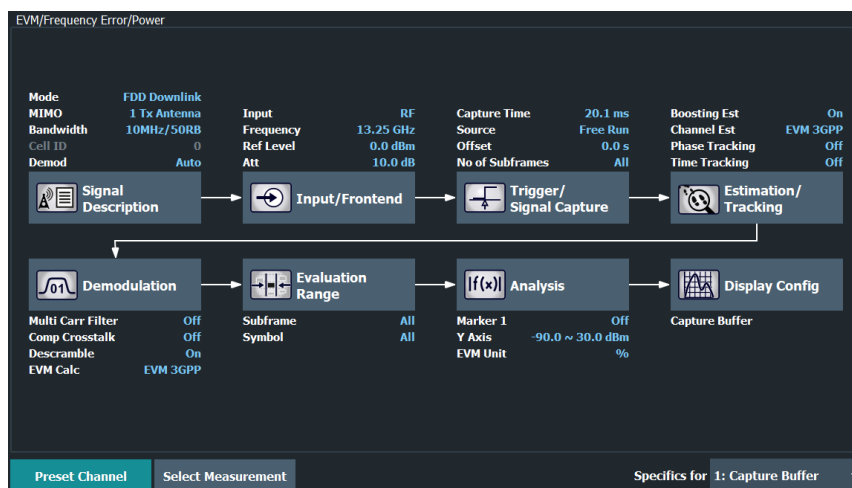 EVM/Frequency Error/Power
Mode FDD Downlink
MIMO 1 Tx Antenna
Bandwidth 10MHz/50RB
Cell ID 0
Demod Auto
Input RF
Frequency 13.25 GHz
Ref Level 0.0 dBm
Att 10.0 dB
Capture Time 20.1 ms
Source Free Run
Offset 0.0 s
No of Subframes All
Boosting Est On
Channel Est EVM 3GPP
Phase Tracking Off
Time Tracking Off
Signal
Description
Input/Frontend
Trigger/
Signal Capture
Estimation/
Tracking
01 Demodulation
Evaluation
Range
|f(x)| Analysis
Display Config
Multi Carr Filter Off
Comp Crosstalk Off
Descramble On
EVM Calc EVM 3GPP
Subframe All
Symbol All
Marker 1 Off
Y Axis -90.0 ~ 30.0 dBm
EVM Unit %
Capture Buffer
Preset Channel
Select Measurement
Specifics for 1: Capture Buffer